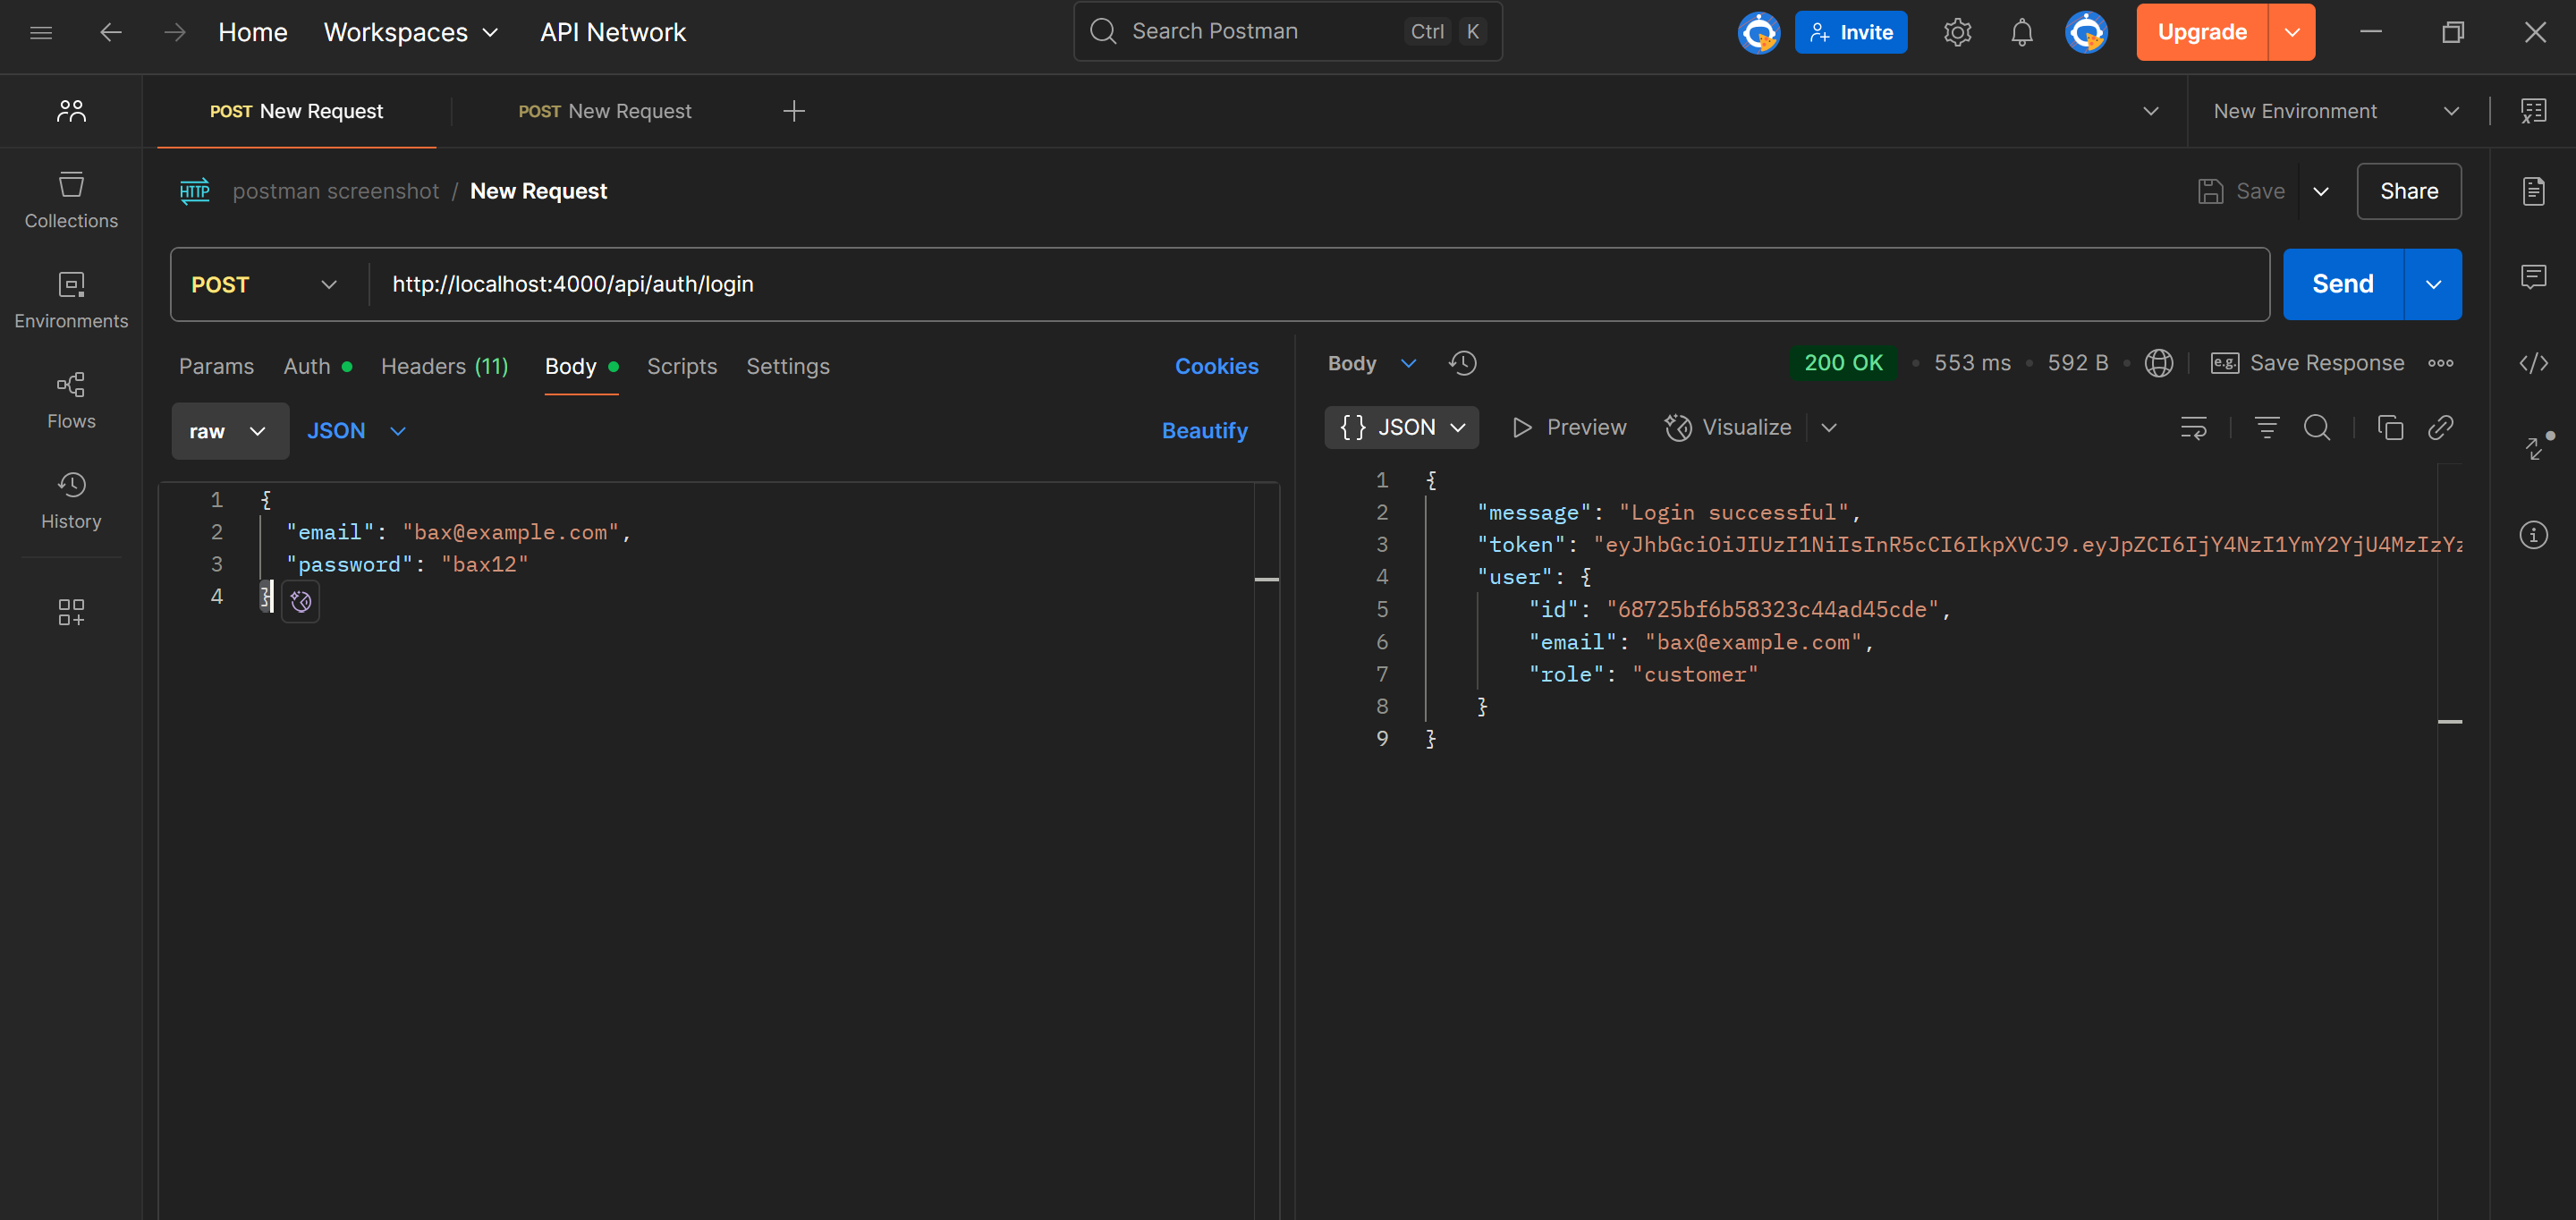 Home Workspaces API Network Search Postman Ctrl K Invite Upgrade
POST New Request POST New Request New Environment
HTTP postman screenshot / New Request Save Share
POST http://localhost:4000/api/auth/login Send
Collections
Environments
Flows
History
Params Auth Headers (11) Body Scripts Settings Cookies
raw JSON Beautify
1 {
2 "email": "bax@example.com",
3 "password": "bax12"
4 }
Body 200 OK 553 ms 592 B e.g. Save Response
{} JSON Preview Visualize
1 {
2 "message": "Login successful",
3 "token": "eyJhbGciOiJIUzI1NiIsInR5cCI6IkpXVCJ9.eyJpZCI6IjY4NzI1YmY2YjU4MzIzYz
4 "user": {
5 "id": "68725bf6b58323c44ad45cde",
6 "email": "bax@example.com",
7 "role": "customer"
8 }
9 }